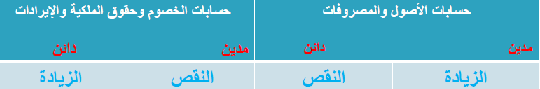 حسابات الأصول والمصروفات
حسابات الخصوم وحقوق الملكية والإيرادات
مدين
دائن
مدين
دائن
الزيادة
النقص
النقص
الزيادة